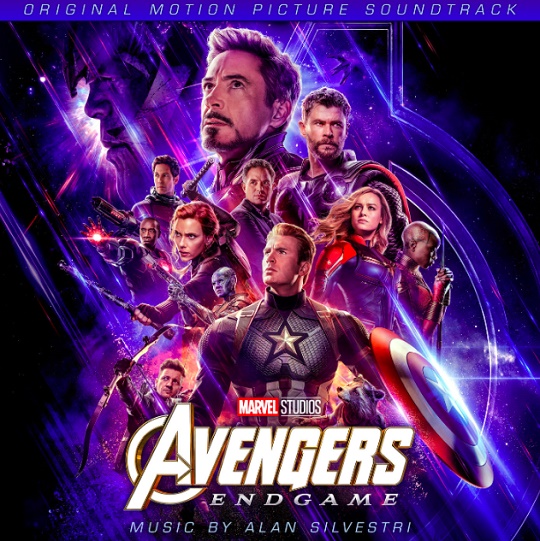 ORIGINAL MOTION PICTURE SOUNDTRACK
MARVEL STUDIOS
AVENGERS
ENDGAME
MUSIC BY ALAN SILVESTRI